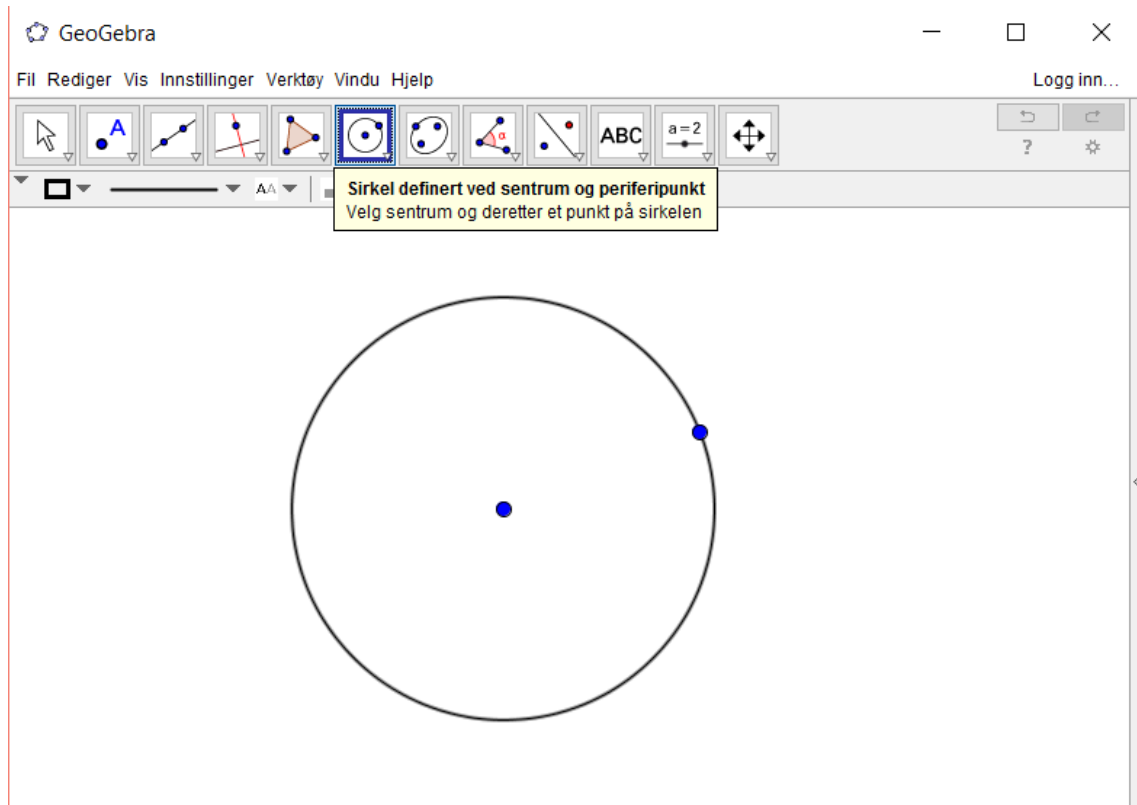 GeoGebra
Fil Rediger Vis Innstillinger Verktøy Vindu Hjelp
Logg inn...
A
α
ABC
a=2
?
AA
Sirkel definert ved sentrum og periferipunkt
Velg sentrum og deretter et punkt på sirkelen